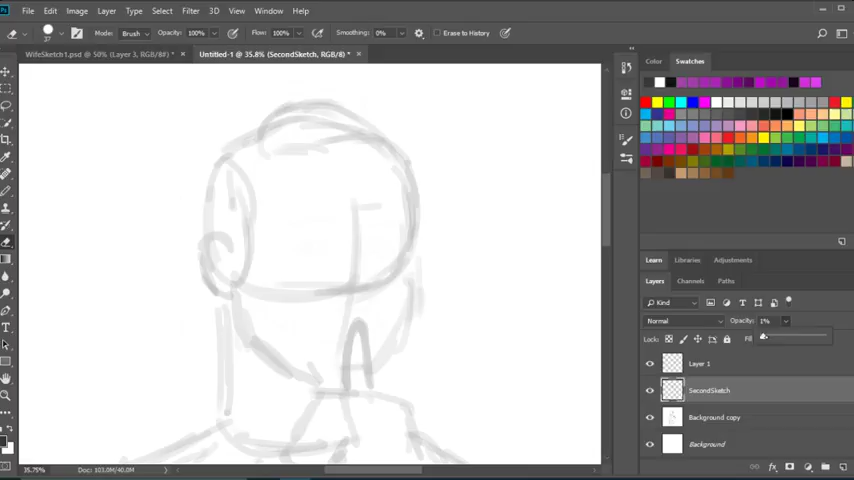 Ps File Edit Image Layer Type Select Filter 3D View Window Help
37 Mode: Brush Opacity: 100% Flow: 100% Smoothing: 0% Erase to History
WifeSketch1.psd @ 50% (Layer 3, RGB/8#) * × Untitled-1 @ 35.8% (SecondSketch, RGB/8) * ×
Color Swatches
Learn Libraries Adjustments
Layers Channels Paths
Kind
Normal Opacity: 1%
Lock: Fill
Layer 1
SecondSketch
Background copy
Background
35.75% Doc: 103.0M/40.0M
fx